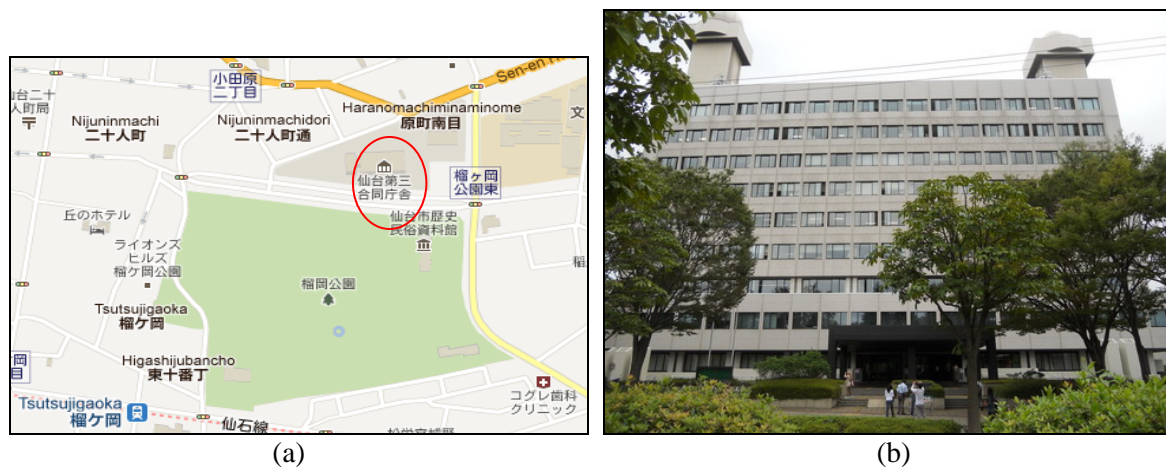 小田原
二丁目
Sen-en
Haranomachiminaminome
原町南目
文
仙台二十
人町局
Nijuninmachi
二十人町
Nijuninmachidori
二十人町通
榴ヶ岡
公園東
仙台第三
合同庁舎
丘のホテル
仙台市歴史
民俗資料館
ライオンズ
ヒルズ
榴ケ岡公園
榴岡公園
Tsutsujigaoka
榴ケ岡
Higashijubancho
東十番丁
コグレ歯科
クリニック
Tsutsujigaoka
榴ケ岡
仙石線
(a)
(b)